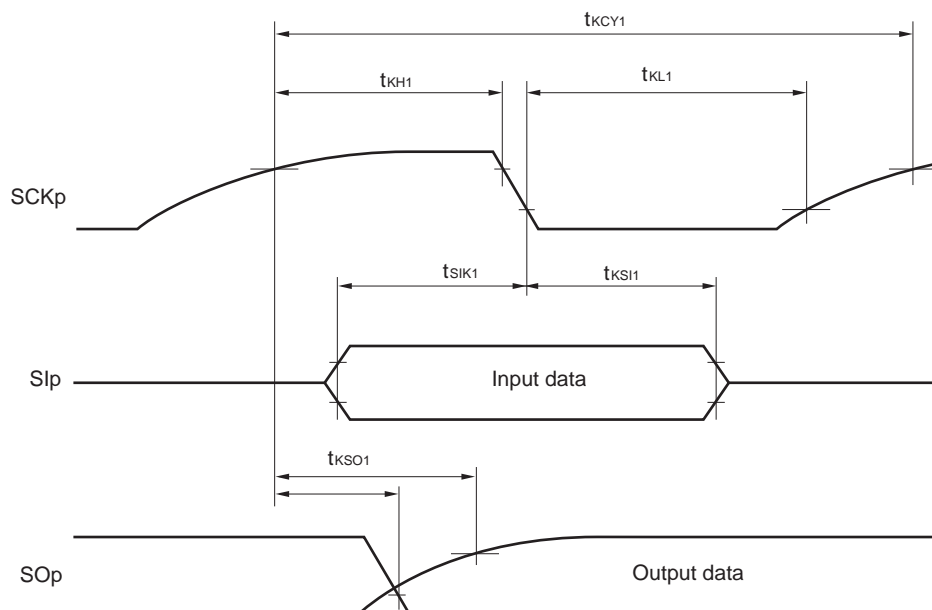 tKCY1
tKH1
tKL1
SCKp
tSIK1
tKSI1
SIp
Input data
tKSO1
SOp
Output data